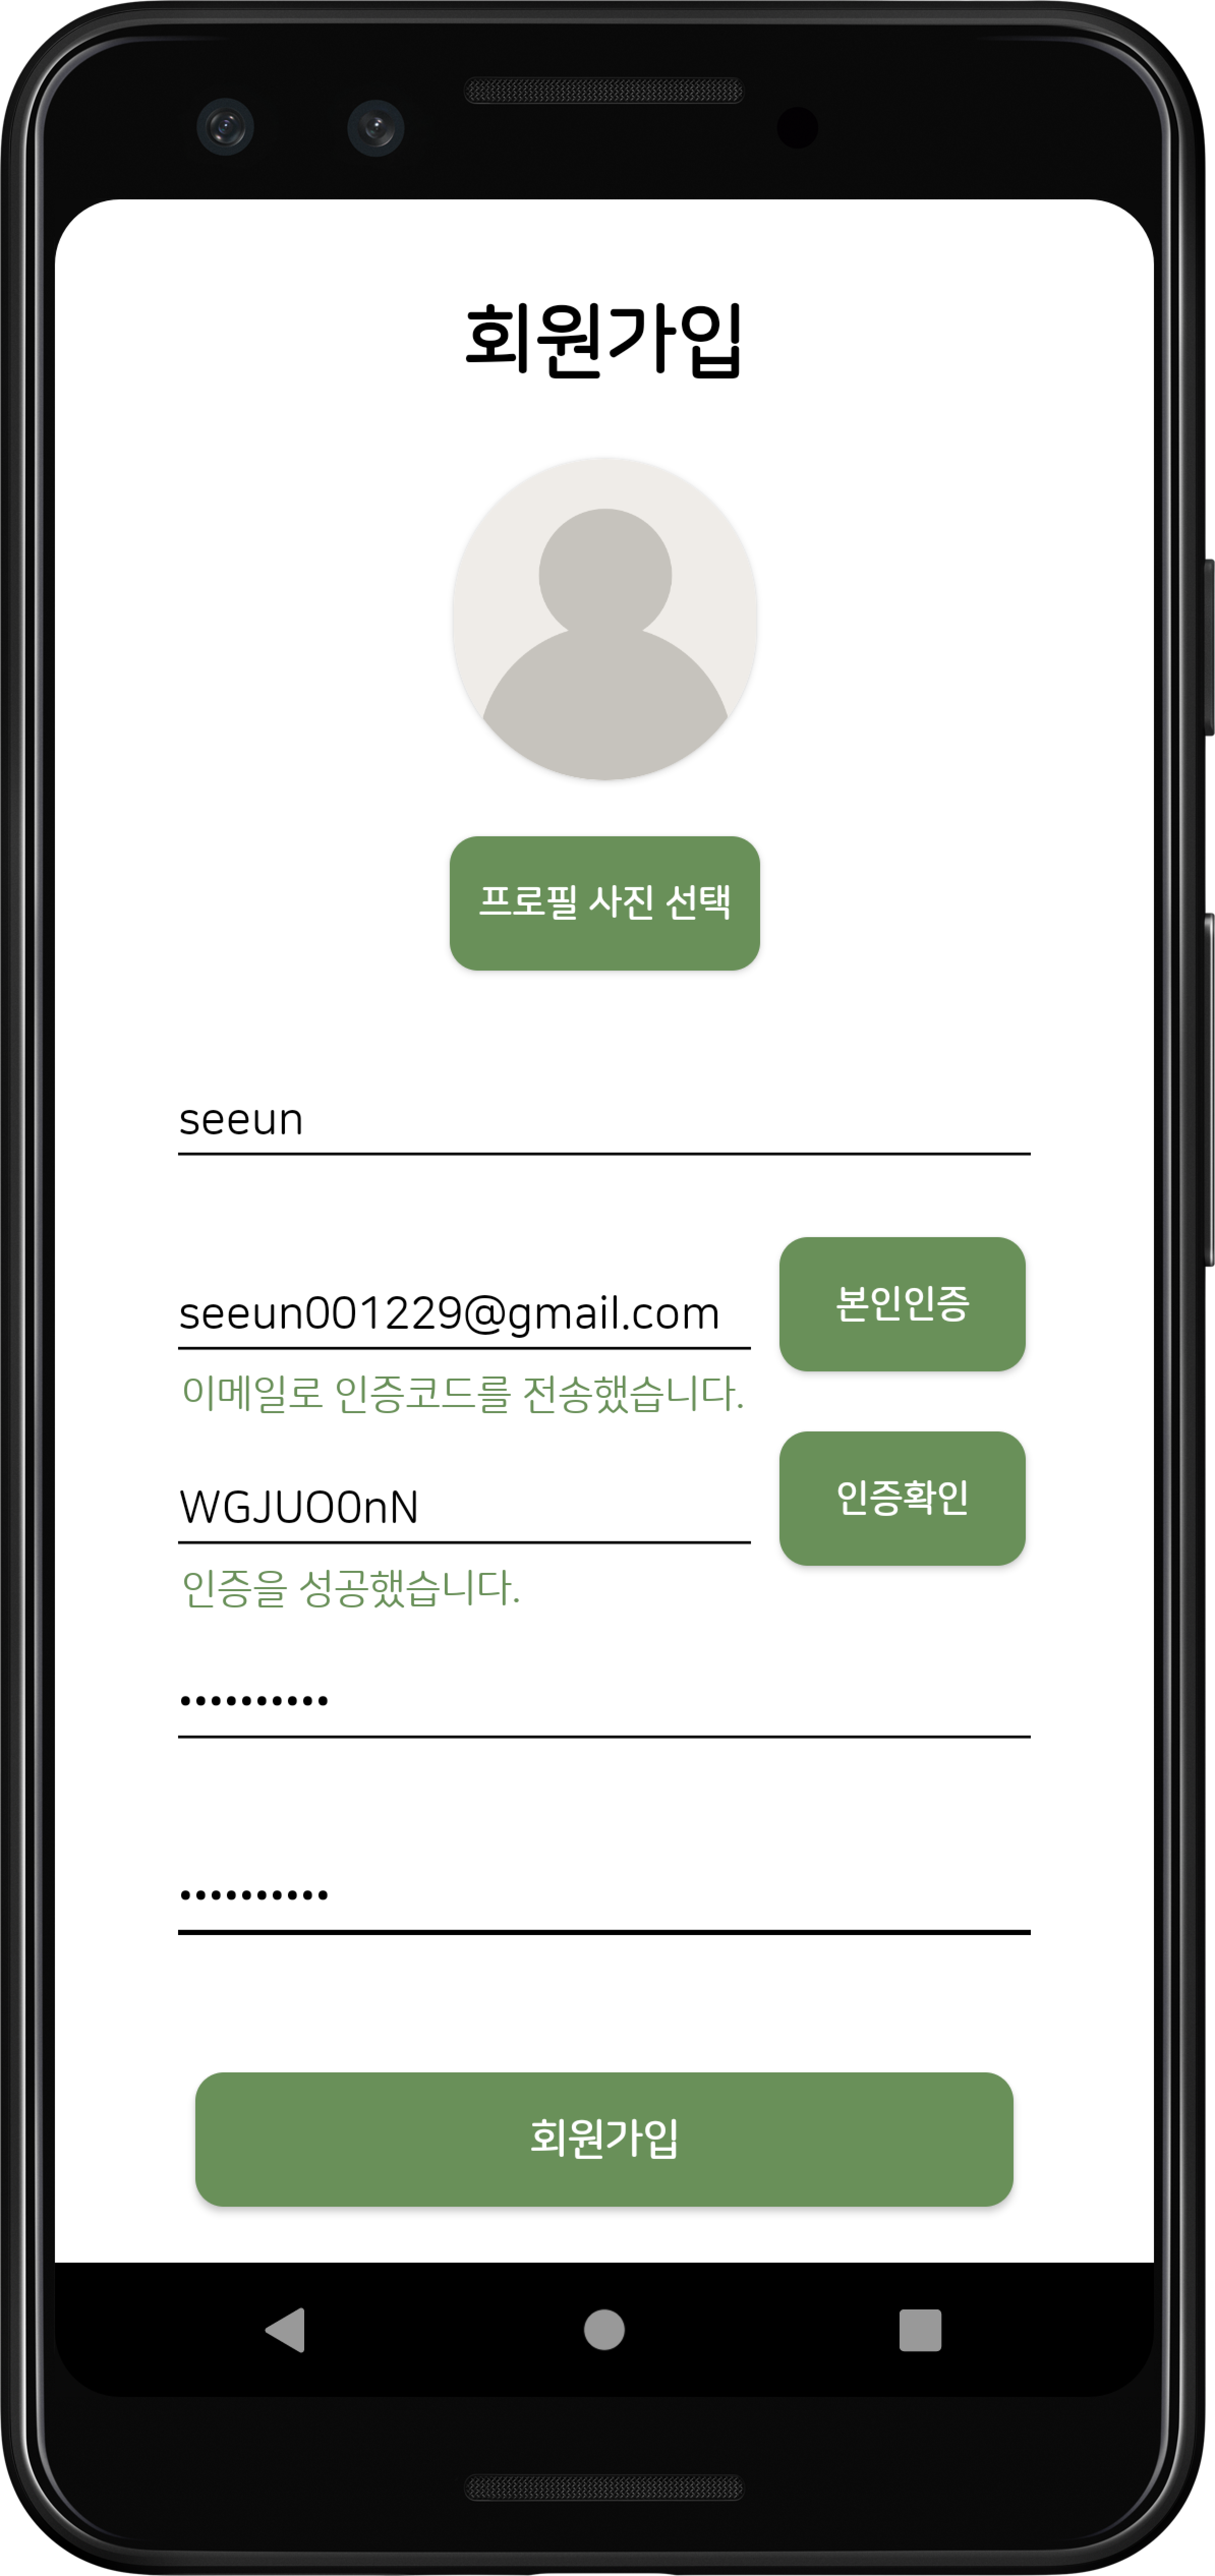 회원가입
프로필 사진 선택
seeun
seeun001229@gmail.com
본인인증
이메일로 인증코드를 전송했습니다.
WGJUO0nN
인증확인
인증을 성공했습니다.
••••••••••
••••••••••
회원가입